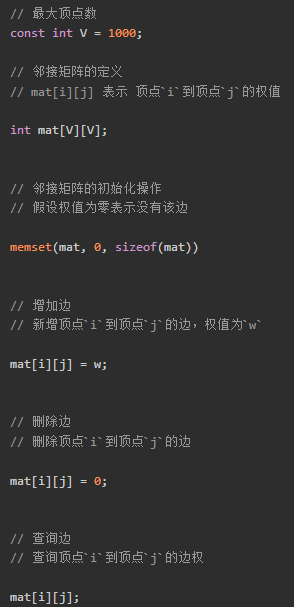 // 最大顶点数
const int V = 1000;
// 邻接矩阵的定义
// mat[i][j] 表示 顶点`i`到顶点`j`的权值
int mat[V][V];
// 邻接矩阵的初始化操作
// 假设权值为零表示没有该边
memset(mat, 0, sizeof(mat))
// 增加边
// 新增顶点`i`到顶点`j`的边，权值为`w`
mat[i][j] = w;
// 删除边
// 删除顶点`i`到顶点`j`的边
mat[i][j] = 0;
// 查询边
// 查询顶点`i`到顶点`j`的边权
mat[i][j];